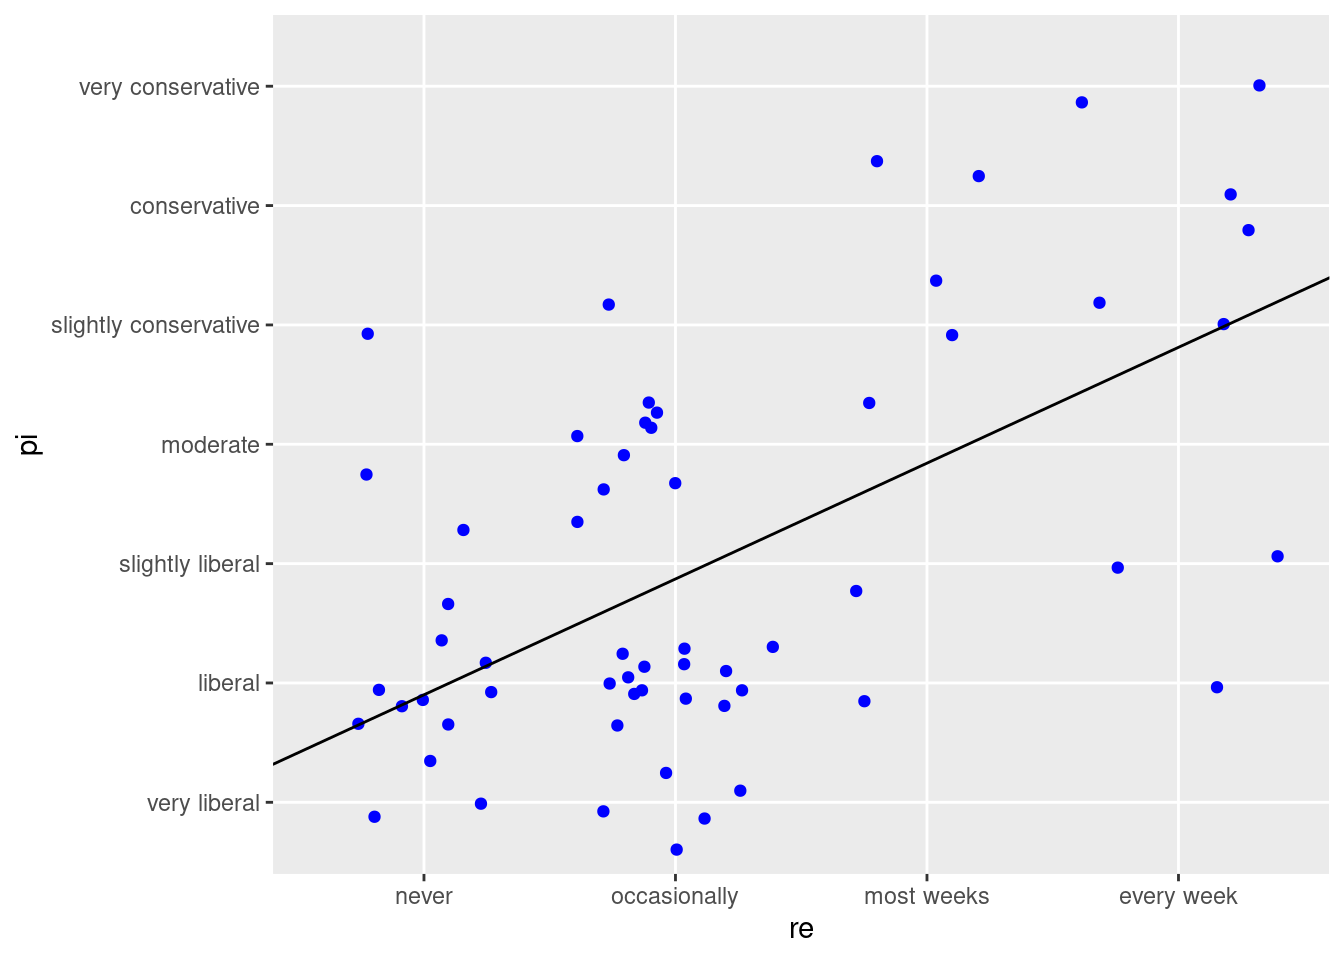 very conservative
conservative
slightly conservative
moderate
slightly liberal
liberal
very liberal
pi
never occasionally most weeks every week
re